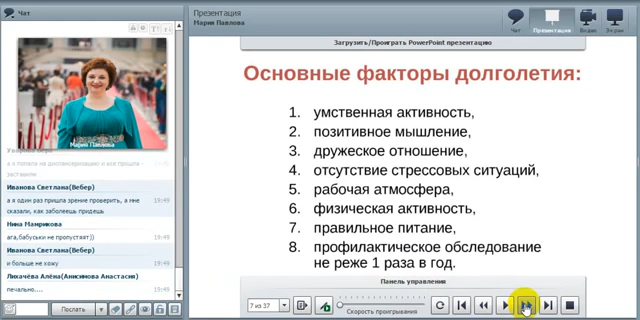 Чат
Мария Павлова
а я попала на диспансеризацию и уже прошла -
заставили
Иванова Светлана(Вебер)
а я один раз пришла зрение проверить, а мне
сказали, как заболеешь придешь
19:49
Нина Мамрикова
ага,бабуськи не пропустят))
19:49
Иванова Светлана(Вебер)
и больше не хожу
19:49
Лихачёва Алёна(Анисимова Анастасия)
печально....
19:49
Послать
Презентация
Мария Павлова
Чат
Презентация
Видео
Экран
Загрузить/Проиграть PowerPoint презентацию
Основные факторы долголетия:
1. умственная активность,
2. позитивное мышление,
3. дружеское отношение,
4. отсутствие стрессовых ситуаций,
5. рабочая атмосфера,
6. физическая активность,
7. правильное питание,
8. профилактическое обследование
не реже 1 раза в год.
Панель управления
7 из 37
Скорость проигрывания